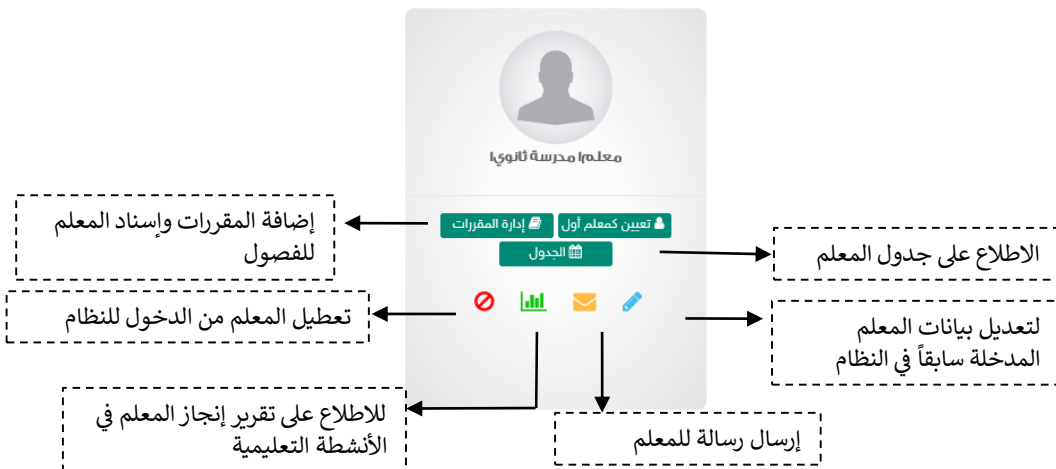 معلم١ مدرسة ثانوي١
تعيين كمعلم أول
إدارة المقررات
الجدول
إضافة المقررات وإسناد المعلم
للفصول
الاطلاع على جدول المعلم
تعطيل المعلم من الدخول للنظام
لتعديل بيانات المعلم
المدخلة سابقاً في النظام
للاطلاع على تقرير إنجاز المعلم في
الأنشطة التعليمية
إرسال رسالة للمعلم